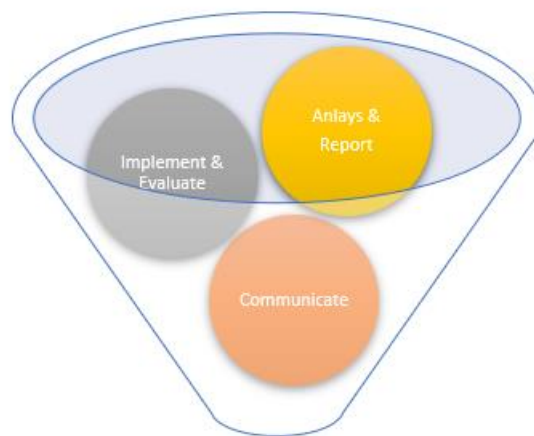 Anlays &
Report
Implement &
Evaluate
Communicate